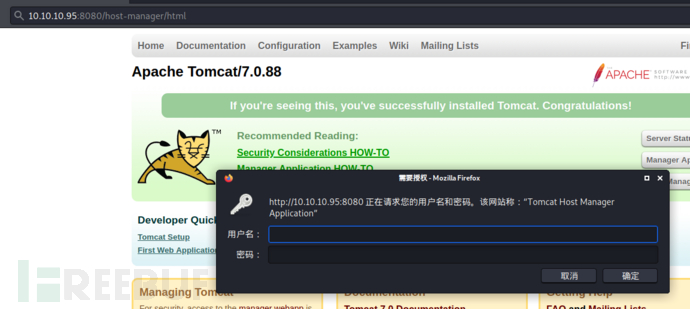 10.10.10.95:8080/host-manager/html
Home Documentation Configuration Examples Wiki Mailing Lists
Apache Tomcat/7.0.88
APACHE
If you're seeing this, you've successfully installed Tomcat. Congratulations!
TM
Recommended Reading:
Security Considerations HOW-TO
Manager Application HOW-TO
Server Statu
Manager Ap
Manag
需要授权 - Mozilla Firefox
http://10.10.10.95:8080 正在请求您的用户名和密码。该网站称：“Tomcat Host Manager
Application”
用户名：
密码：
取消 确定
Developer Quic
Tomcat Setup
First Web Application
FREEBUF
Managing Tomcat
For security, access to the manager webapp is
Documentation
Tomcat 7.0 Documentation
Getting Help
FAQ and Mailing Lists